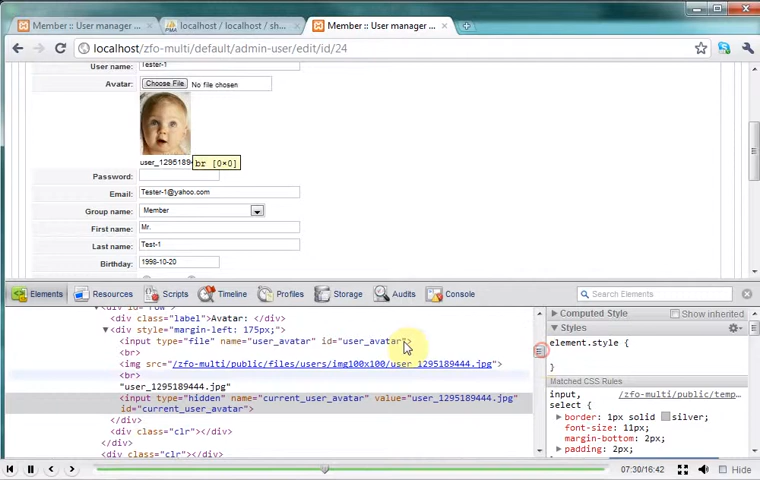 Member :: User manager ...
localhost / localhost / sh...
Member :: User manager ...
localhost/zfo-multi/default/admin-user/edit/id/24
User name:
Tester-1
Avatar:
Choose File No file chosen
user_1295189
br [0×0]
Password:
Email:
Tester-1@yahoo.com
Group name:
Member
First name:
Mr.
Last name:
Test-1
Birthday:
1998-10-20
Elements Resources Scripts Timeline Profiles Storage Audits Console Search Elements
<div class="label">Avatar: </div>
<div style="margin-left: 175px;">
<input type="file" name="user_avatar" id="user_avatar">
<br>
<img src="/zfo-multi/public/files/users/img100x100/user_1295189444.jpg">
<br>
"user_1295189444.jpg"
<input type="hidden" name="current_user_avatar" value="user_1295189444.jpg"
id="current_user_avatar">
</div>
<div class="clr"></div>
</div>
<div class="clr"></div>
Computed Style Show inherited
Styles
element.style {
}
Matched CSS Rules
input, /zfo-multi/public/temp...
select {
border: 1px solid silver;
font-size: 11px;
margin-bottom: 2px;
padding: 2px;
07:30/16:42
Hide